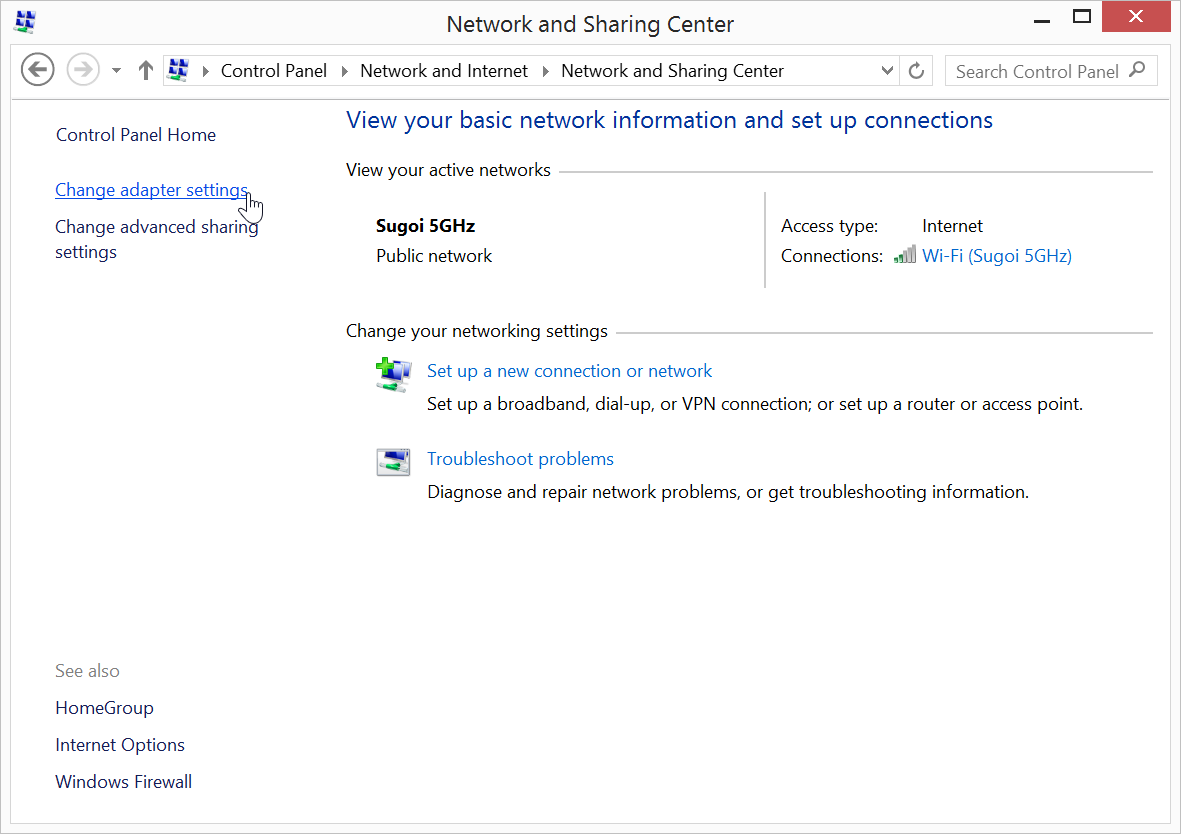 Network and Sharing Center
Control Panel Network and Internet Network and Sharing Center
Search Control Panel
Control Panel Home
Change adapter settings
Change advanced sharing
settings
View your basic network information and set up connections
View your active networks
Sugoi 5GHz
Public network
Access type: Internet
Connections: Wi-Fi (Sugoi 5GHz)
Change your networking settings
Set up a new connection or network
Set up a broadband, dial-up, or VPN connection; or set up a router or access point.
Troubleshoot problems
Diagnose and repair network problems, or get troubleshooting information.
See also
HomeGroup
Internet Options
Windows Firewall